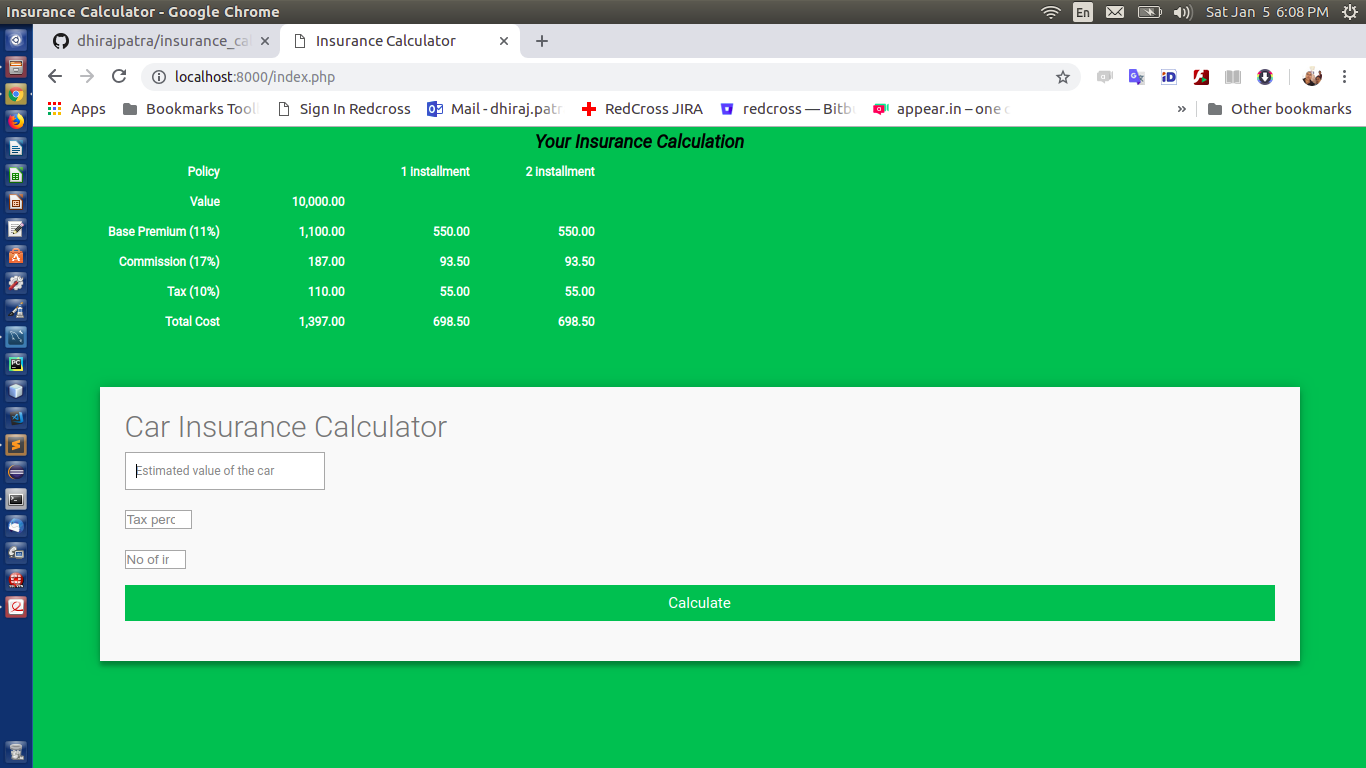 Insurance Calculator - Google Chrome
En
Sat Jan 5 6:08 PM
dhirajpatra/insurance_ca
Insurance Calculator
localhost:8000/index.php
Apps
Bookmarks Tool
Sign In Redcross
Mail - dhiraj.patr
RedCross JIRA
redcross — Bitb
appear.in – one c
»
Other bookmarks
Your Insurance Calculation
Policy 1 Installment 2 Installment
Value 10,000.00
Base Premium (11%) 1,100.00 550.00 550.00
Commission (17%) 187.00 93.50 93.50
Tax (10%) 110.00 55.00 55.00
Total Cost 1,397.00 698.50 698.50
Car Insurance Calculator
Estimated value of the car
Tax perc
No of ir
Calculate